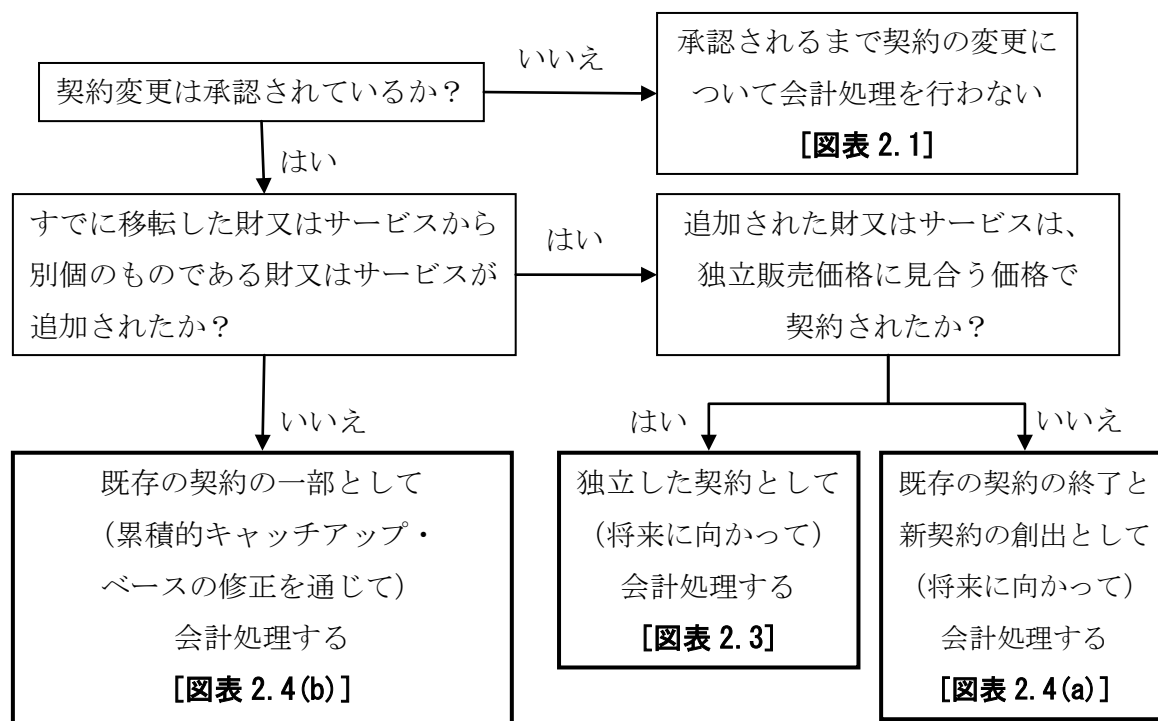 契約変更は承認されているか？
いいえ
承認されるまで契約の変更に
ついて会計処理を行わない
[図表 2.1]
はい
すでに移転した財又はサービスから
別個のものである財又はサービスが
追加されたか？
はい
追加された財又はサービスは、
独立販売価格に見合う価格で
契約されたか？
いいえ
はい
いいえ
既存の契約の一部として
（累積的キャッチアップ・
ベースの修正を通じて）
会計処理する
[図表 2.4(b)]
独立した契約として
（将来に向かって）
会計処理する
[図表 2.3]
既存の契約の終了と
新契約の創出として
（将来に向かって）
会計処理する
[図表 2.4(a)]